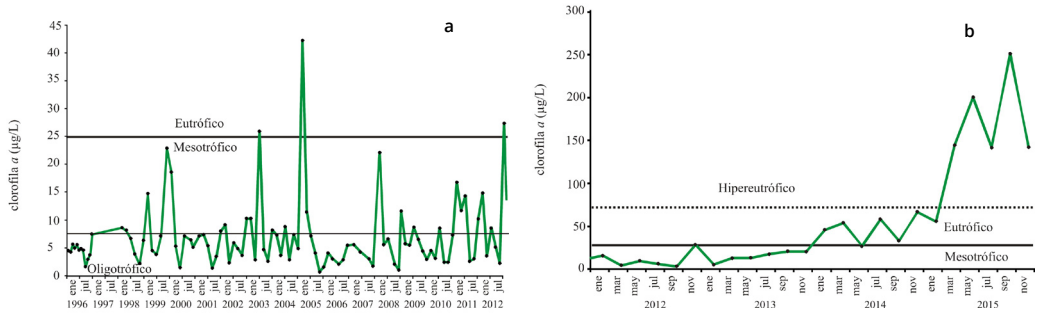 a
45
40
35
30
25
20
15
10
5
0
clorofila a (µg/L)
Eutrófico
Mesotrófico
Oligotrófico
ene jul ene jul ene jul ene jul ene jul ene jul ene jul ene jul ene jul ene jul ene jul ene jul ene jul ene jul ene jul ene jul ene jul
1996 1997 1998 1999 2000 2001 2002 2003 2004 2005 2006 2007 2008 2009 2010 2011 2012
b
300
250
200
150
100
50
0
clorofila a (µg/L)
Hipereutrófico
Eutrófico
Mesotrófico
ene mar may jul sep nov ene mar may jul sep nov ene mar may jul sep nov ene mar may jul sep nov
2012 2013 2014 2015